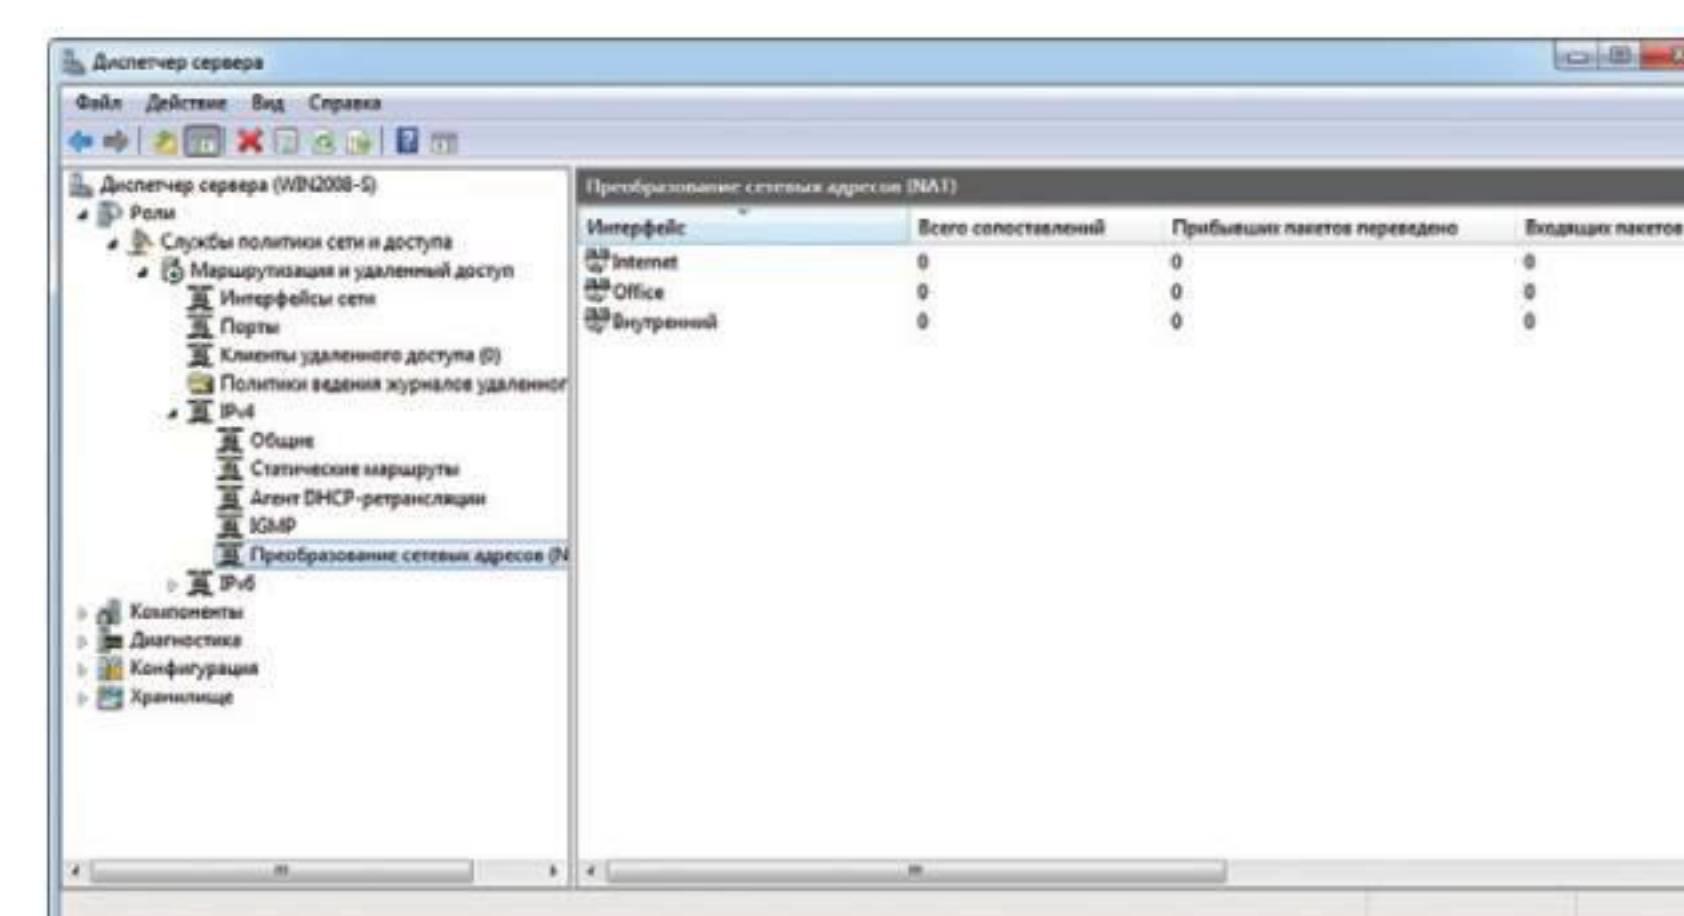 Диспетчер сервера
Файл Действие Вид Справка
Диспетчер сервера (WIN2008-S)
Роли
Службы политики сети и доступа
Маршрутизация и удаленный доступ
Интерфейсы сети
Порты
Клиенты удаленного доступа (0)
Политики ведения журналов удаленног
IPv4
Общие
Статические маршруты
Агент DHCP-ретрансляции
IGMP
Преобразование сетевых адресов (N
IPv6
Компоненты
Диагностика
Конфигурация
Хранилище
Преобразование сетевых адресов (NAT)
Интерфейс Всего сопоставлений Прибывших пакетов переведено Входящих пакетов
Internet 0 0 0
Office 0 0 0
Внутренний 0 0 0